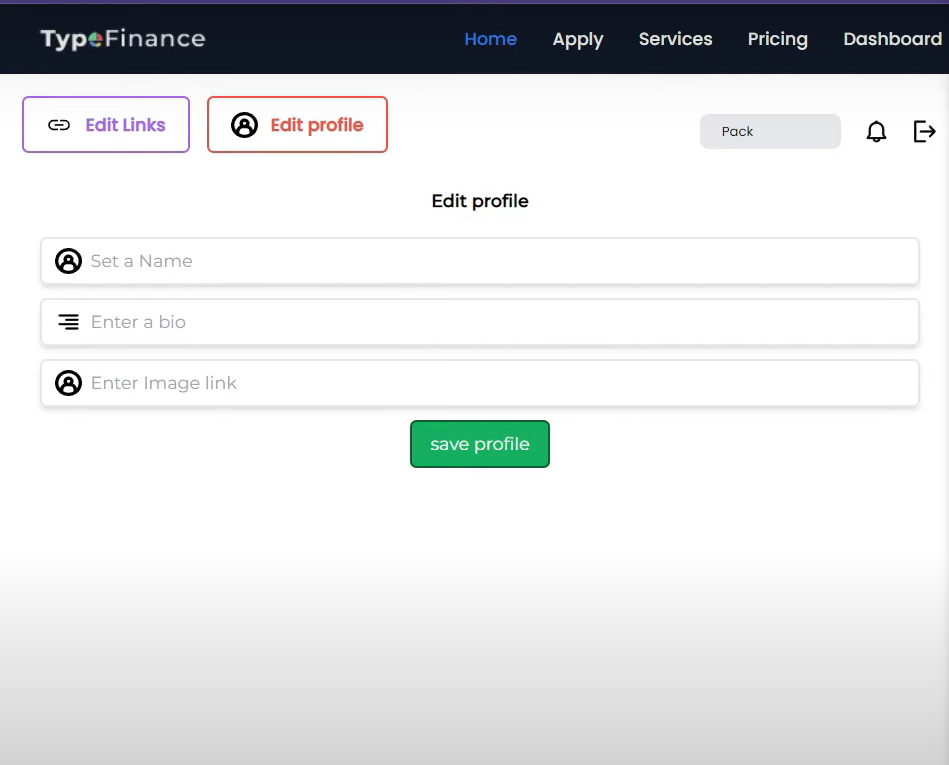 TypeFinance
Home Apply Services Pricing Dashboard
Edit Links Edit profile
Pack
Edit profile
Set a Name
Enter a bio
Enter Image link
save profile